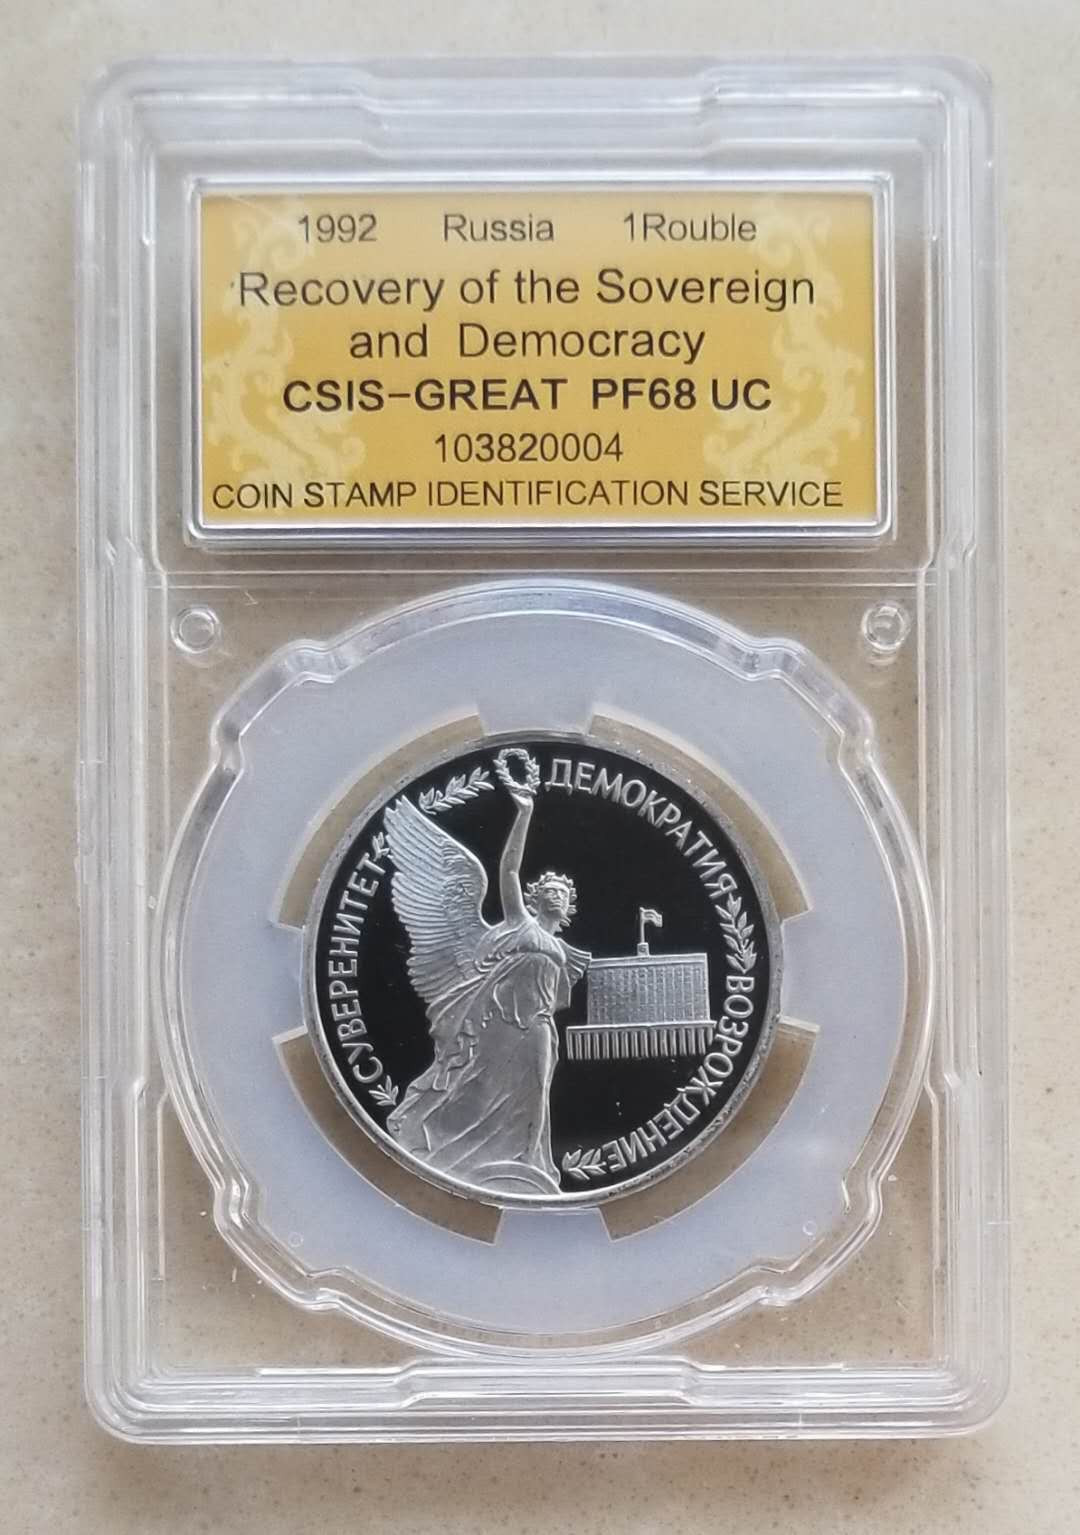 1992 Russia 1Rouble
Recovery of the Sovereign
and Democracy
CSIS-GREAT PF68 UC
103820004
COIN STAMP IDENTIFICATION SERVICE
СУВЕРЕНИТЕТ
ДЕМОКРАТИЯ
ВОЗРОЖДЕНИЕ